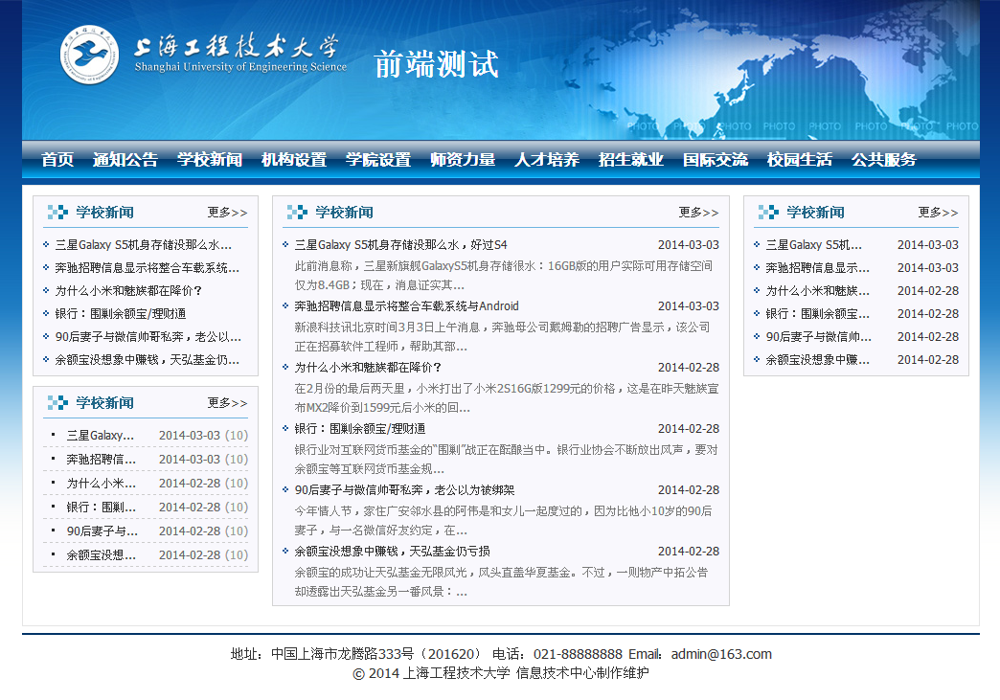 上海工程技术大学
Shanghai University of Engineering Science
前端测试
PHOTO PHOTO PHOTO PHOTO PHOTO PHOTO PHOTO PHOTO
首页 通知公告 学校新闻 机构设置 学院设置 师资力量 人才培养 招生就业 国际交流 校园生活 公共服务
学校新闻 更多>>
三星Galaxy S5机身存储没那么水...
奔驰招聘信息显示将整合车载系统...
为什么小米和魅族都在降价？
银行：围剿余额宝/理财通
90后妻子与微信帅哥私奔，老公以...
余额宝没想象中赚钱，天弘基金仍...
学校新闻 更多>>
三星Galaxy... 2014-03-03 (10)
奔驰招聘信... 2014-03-03 (10)
为什么小米... 2014-02-28 (10)
银行：围剿... 2014-02-28 (10)
90后妻子与... 2014-02-28 (10)
余额宝没想... 2014-02-28 (10)
学校新闻 更多>>
三星Galaxy S5机身存储没那么水，好过S4 2014-03-03
此前消息称，三星新旗舰GalaxyS5机身存储很水：16GB版的用户实际可用存储空间
仅为8.4GB；现在，消息证实其...
奔驰招聘信息显示将整合车载系统与Android 2014-03-03
新浪科技讯北京时间3月3日上午消息，奔驰母公司戴姆勒的招聘广告显示，该公司
正在招募软件工程师，帮助其部...
为什么小米和魅族都在降价？ 2014-02-28
在2月份的最后两天里，小米打出了小米2S16G版1299元的价格，这是在昨天魅族宣
布MX2降价到1599元后小米的回...
银行：围剿余额宝/理财通 2014-02-28
银行业对互联网货币基金的“围剿”战正在酝酿当中。银行业协会不断放出风声，要对
余额宝等互联网货币基金规...
90后妻子与微信帅哥私奔，老公以为被绑架 2014-02-28
今年情人节，家住广安邻水县的阿伟是和女儿一起度过的，因为比他小10岁的90后
妻子，与一名微信好友约定，在...
余额宝没想象中赚钱，天弘基金仍亏损 2014-02-28
余额宝的成功让天弘基金无限风光，风头直盖华夏基金。不过，一则物产中拓公告
却透露出天弘基金另一番风景：...
学校新闻 更多>>
三星Galaxy S5机... 2014-03-03
奔驰招聘信息显示... 2014-03-03
为什么小米和魅族... 2014-02-28
银行：围剿余额宝... 2014-02-28
90后妻子与微信帅... 2014-02-28
余额宝没想象中赚... 2014-02-28
地址：中国上海市龙腾路333号（201620） 电话：021-88888888 Email：admin@163.com
© 2014 上海工程技术大学 信息技术中心制作维护